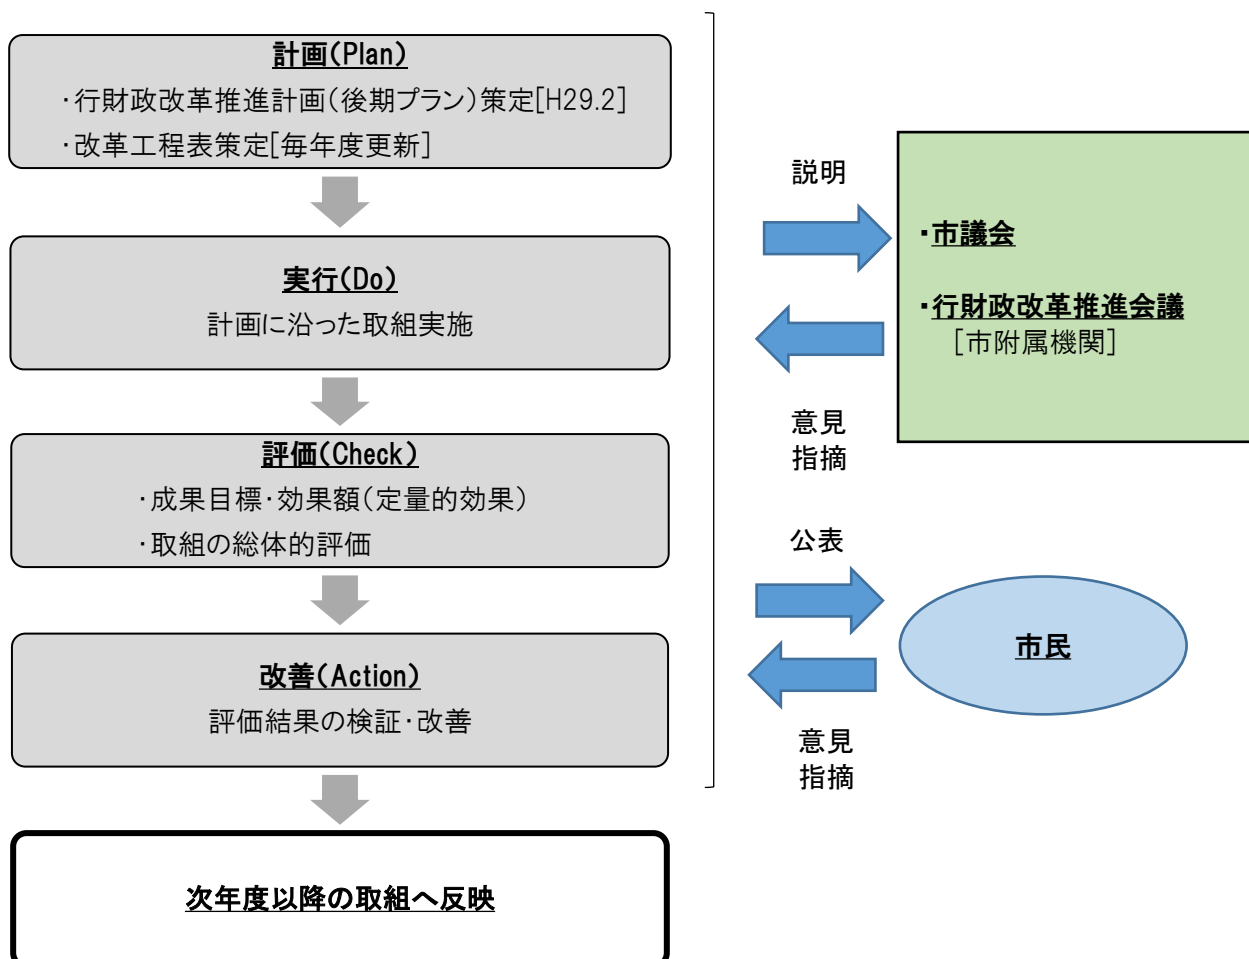 計画(Plan)
・行財政改革推進計画(後期プラン)策定[H29.2]
・改革工程表策定[毎年度更新]
実行(Do)
計画に沿った取組実施
評価(Check)
・成果目標・効果額(定量的効果)
・取組の総体的評価
改善(Action)
評価結果の検証・改善
次年度以降の取組へ反映
説明
意見
指摘
・市議会
・行財政改革推進会議
[市附属機関]
公表
意見
指摘
市民